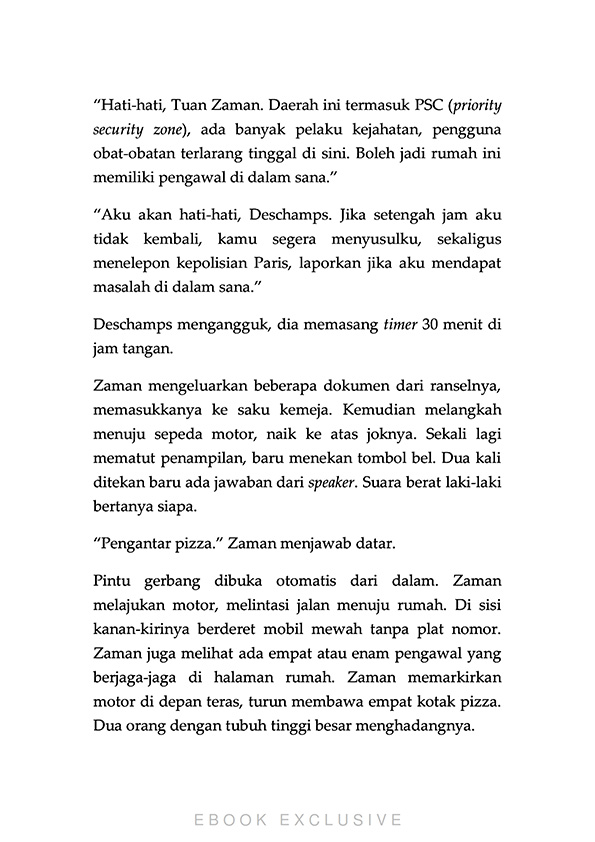 “Hati-hati, Tuan Zaman. Daerah ini termasuk PSC (priority
security zone), ada banyak pelaku kejahatan, pengguna
obat-obatan terlarang tinggal di sini. Boleh jadi rumah ini
memiliki pengawal di dalam sana.”
“Aku akan hati-hati, Deschamps. Jika setengah jam aku
tidak kembali, kamu segera menyusulku, sekaligus
menelepon kepolisian Paris, laporkan jika aku mendapat
masalah di dalam sana.”
Deschamps mengangguk, dia memasang timer 30 menit di
jam tangan.
Zaman mengeluarkan beberapa dokumen dari ranselnya,
memasukkanya ke saku kemeja. Kemudian melangkah
menuju sepeda motor, naik ke atas joknya. Sekali lagi
mematut penampilan, baru menekan tombol bel. Dua kali
ditekan baru ada jawaban dari speaker. Suara berat laki-laki
bertanya siapa.
“Pengantar pizza.” Zaman menjawab datar.
Pintu gerbang dibuka otomatis dari dalam. Zaman
melajukan motor, melintasi jalan menuju rumah. Di sisi
kanan-kirinya berderet mobil mewah tanpa plat nomor.
Zaman juga melihat ada empat atau enam pengawal yang
berjaga-jaga di halaman rumah. Zaman memarkirkan
motor di depan teras, turun membawa empat kotak pizza.
Dua orang dengan tubuh tinggi besar menghadangnya.
EBOOK EXCLUSIVE